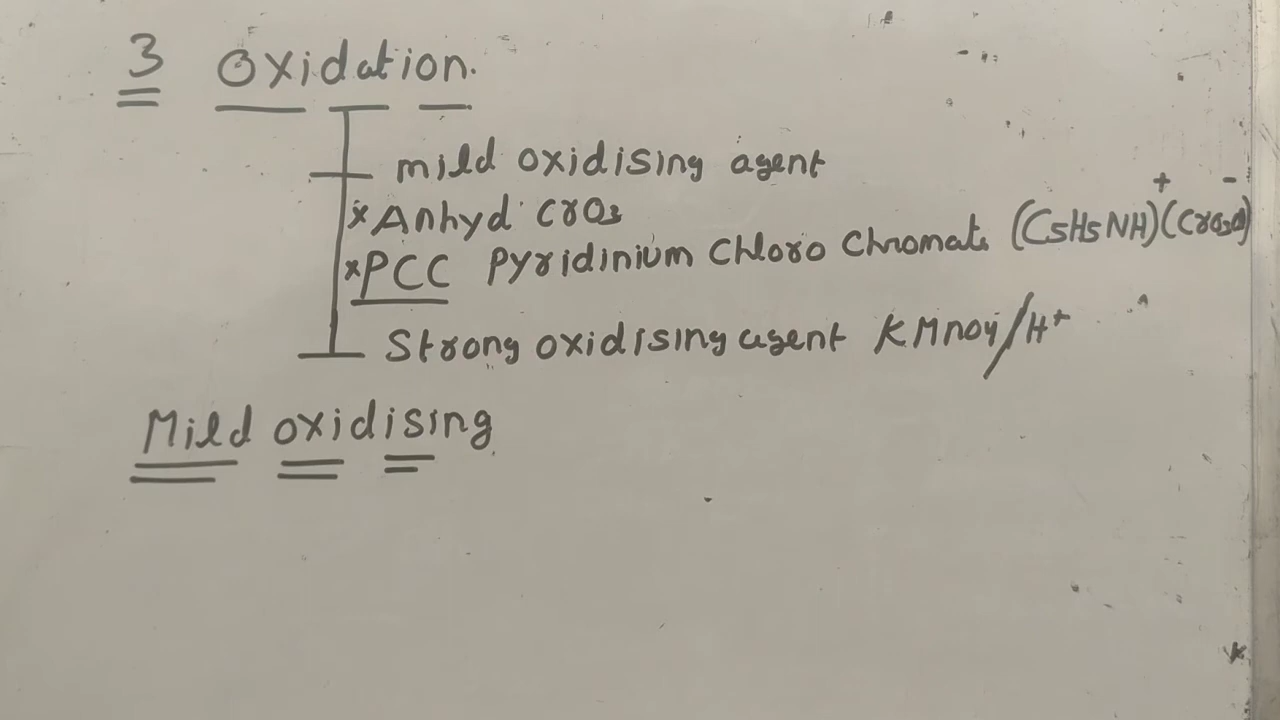 3 Oxidation.
mild oxidising agent
* Anhyd. CrO₃
* PCC Pyridinium Chloro Chromate (C5H5NH)⁺(CrO₃Cl)⁻
Strong oxidising agent KMnO4/H⁺
Mild oxidising